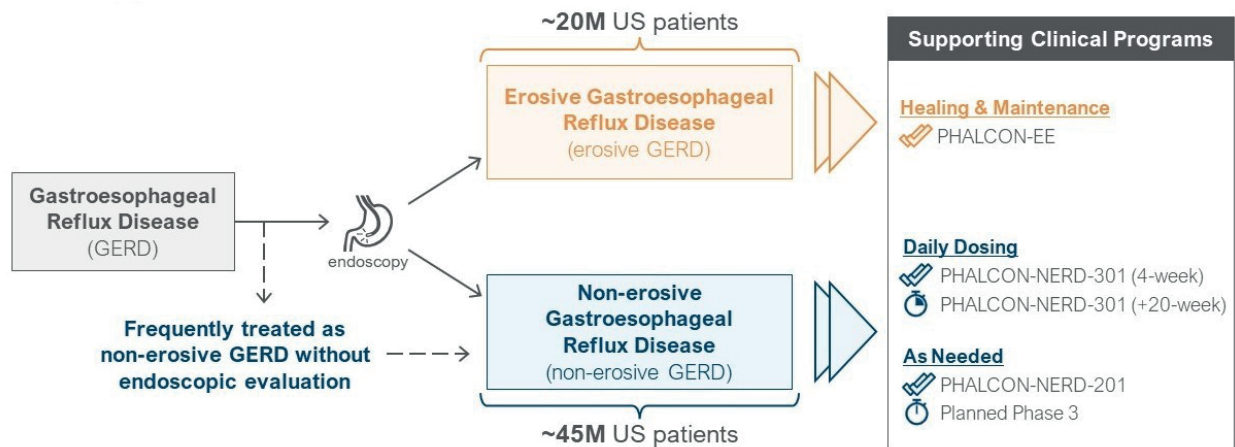 ~20M US patients
Erosive Gastroesophageal
Reflux Disease
(erosive GERD)
Gastroesophageal
Reflux Disease
(GERD)
endoscopy
Frequently treated as
non-erosive GERD without
endoscopic evaluation
Non-erosive
Gastroesophageal
Reflux Disease
(non-erosive GERD)
~45M US patients
Supporting Clinical Programs
Healing & Maintenance
PHALCON-EE
Daily Dosing
PHALCON-NERD-301 (4-week)
PHALCON-NERD-301 (+20-week)
As Needed
PHALCON-NERD-201
Planned Phase 3